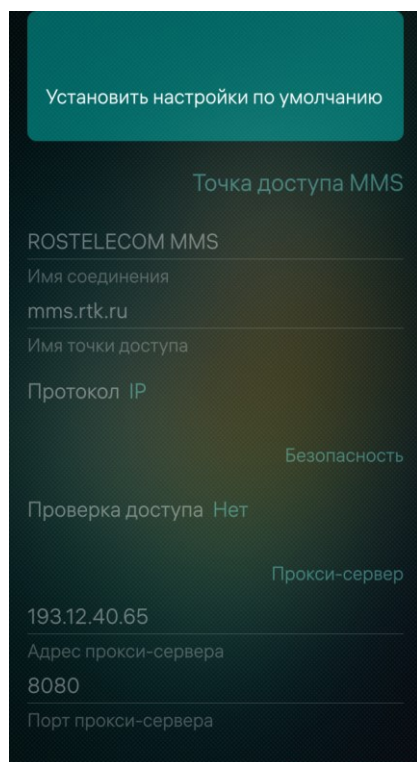 Установить настройки по умолчанию
Точка доступа MMS
ROSTELECOM MMS
Имя соединения
mms.rtk.ru
Имя точки доступа
Протокол IP
Безопасность
Проверка доступа Нет
Прокси-сервер
193.12.40.65
Адрес прокси-сервера
8080
Порт прокси-сервера